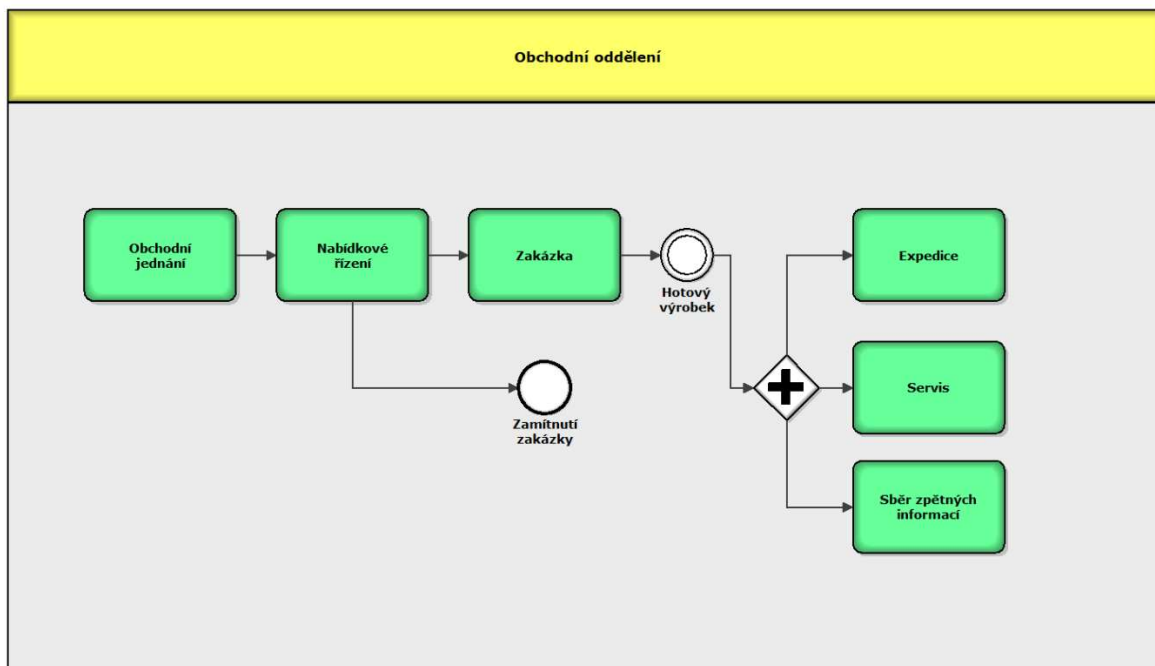 Obchodní oddělení
Obchodní
jednání
Nabídkové
řízení
Zakázka
Hotový
výrobek
Expedice
Zamítnutí
zakázky
Servis
Sběr zpětných
informací